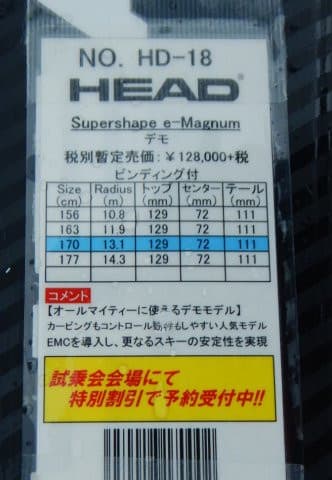 NO. HD-18
HEAD
Supershape e-Magnum
デモ
税別暫定売価：￥128,000+税
ビンディング付
Size (cm) Radius (m) トップ (mm) センター (mm) テール (mm)
156 10.8 129 72 111
163 11.9 129 72 111
170 13.1 129 72 111
177 14.3 129 72 111
コメント
【オールマイティーに使えるデモモデル】
カービングもコントロール動作もしやすい人気モデル
EMCを導入し、更なるスキーの安定性を実現
試乗会会場にて
特別割引で予約受付中!!